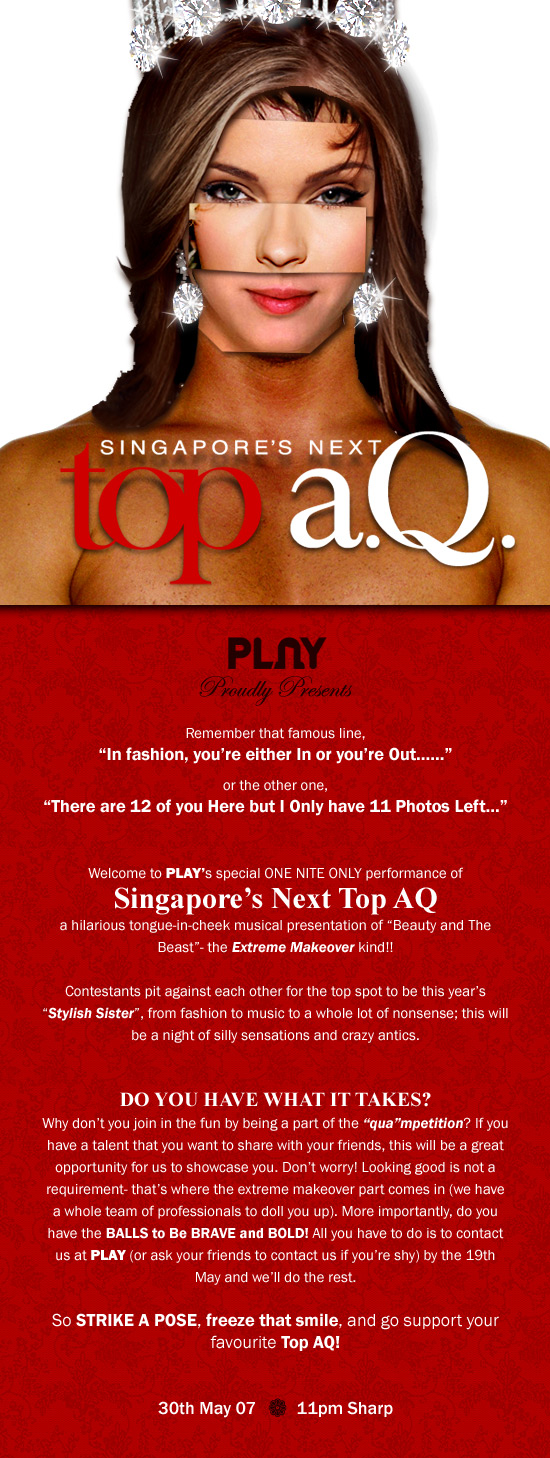 SINGAPORE'S NEXT
top a.Q.
PLAY
Proudly Presents
Remember that famous line,
“In fashion, you’re either In or you’re Out......”
or the other one,
“There are 12 of you Here but I Only have 11 Photos Left...”
Welcome to PLAY’s special ONE NITE ONLY performance of
Singapore’s Next Top AQ
a hilarious tongue-in-cheek musical presentation of “Beauty and The
Beast”- the Extreme Makeover kind!!
Contestants pit against each other for the top spot to be this year’s
“Stylish Sister”, from fashion to music to a whole lot of nonsense; this will
be a night of silly sensations and crazy antics.
DO YOU HAVE WHAT IT TAKES?
Why don’t you join in the fun by being a part of the “qua”mpetition? If you
have a talent that you want to share with your friends, this will be a great
opportunity for us to showcase you. Don’t worry! Looking good is not a
requirement- that’s where the extreme makeover part comes in (we have
a whole team of professionals to doll you up). More importantly, do you
have the BALLS to Be BRAVE and BOLD! All you have to do is to contact
us at PLAY (or ask your friends to contact us if you’re shy) by the 19th
May and we’ll do the rest.
So STRIKE A POSE, freeze that smile, and go support your
favourite Top AQ!
30th May 07 11pm Sharp